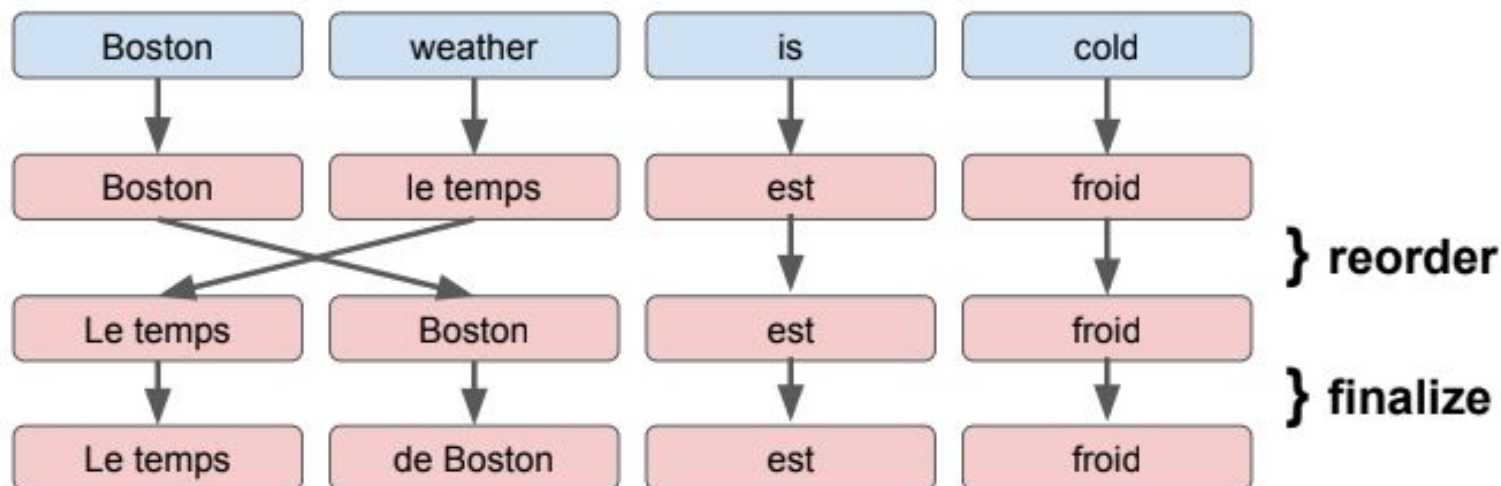 Boston weather is cold
Boston le temps est froid
} reorder
Le temps Boston est froid
} finalize
Le temps de Boston est froid